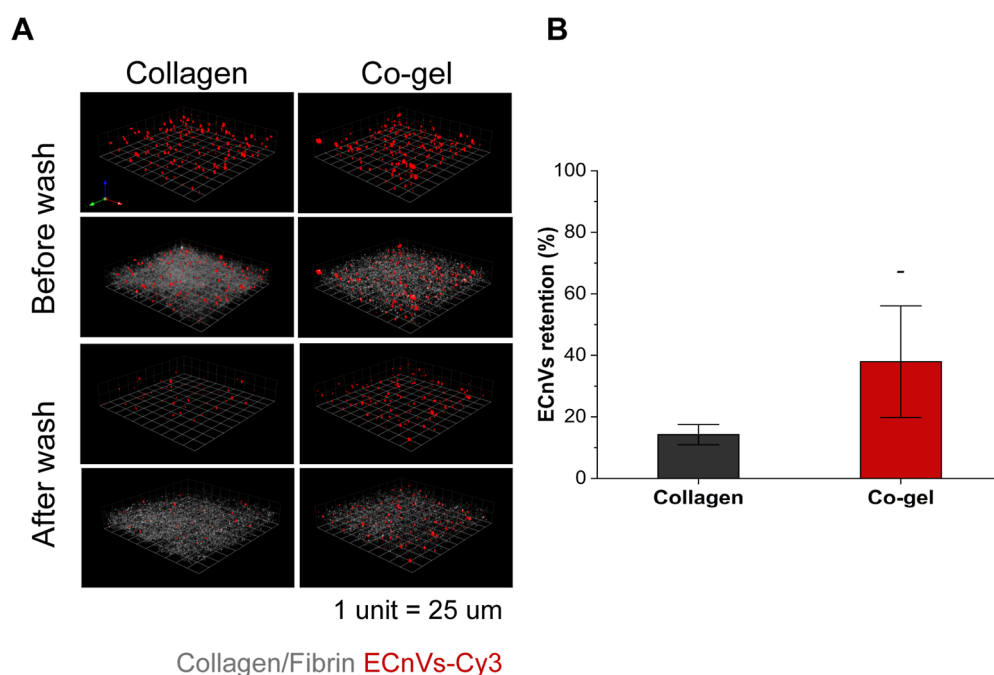 A
Collagen
Co-gel
Before wash
After wash
1 unit = 25 um
Collagen/Fibrin ECnVs-Cy3
B
ECnVs retention (%)
100
80
60
40
20
0
-
Collagen
Co-gel